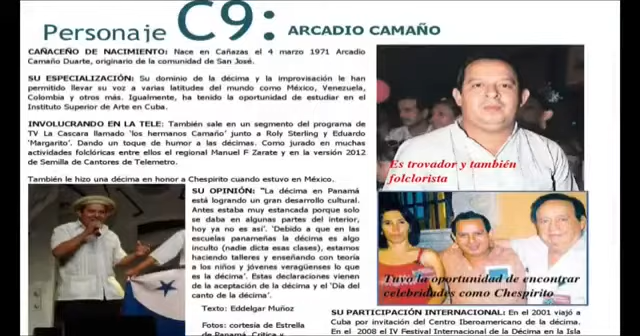 Personaje C9: ARCADIO CAMAÑO
CAÑACEÑO DE NACIMIENTO: Nace en Cañazas el 4 marzo 1971 Arcadio
Camaño Duarte, originario de la comunidad de San José.
SU ESPECIALIZACIÓN: Su dominio de la décima y la improvisación le han
permitido llevar su voz a varias latitudes del mundo como México, Venezuela,
Colombia y otros más. Igualmente, ha tenido la oportunidad de estudiar en el
Instituto Superior de Arte en Cuba.
INVOLUCRANDO EN LA TELE: También sale en un segmento del programa de
TV La Cascara llamado 'los hermanos Camaño' junto a Roly Sterling y Eduardo
'Margarito'. Dando un toque de humor a las décimas. Como jurado en muchas
actividades folclóricas entre ellos el regional Manuel F Zarate y en la versión 2012
de Semilla de Cantores de Telemetro.
También le hizo una décima en honor a Chespirito cuando estuvo en México.
SU OPINIÓN: "La décima en Panamá
está logrando un gran desarrollo cultural.
Antes estaba muy estancada porque solo
se daba en algunas partes del interior,
hoy ya no es así'. 'Debido a que en las
escuelas panameñas la décima es algo
inculto (nadie dicta esas clases), estamos
haciendo talleres y enseñando con teoría
a los niños y jóvenes veragüenses lo que
es la décima'. Estas declaraciones vienen
de la aceptación de la décima y el 'Día del
canto de la décima'.
Texto: Eddelgar Muñoz
Fotos: cortesía de Estrella
de Panamá, Crítica y
Es trovador y también
folclorista
Tuvo la oportunidad de encontrar
celebridades como Chespirito
SU PARTICIPACIÓN INTERNACIONAL: En el 2001 viajó a
Cuba por invitación del Centro Iberoamericano de la décima.
En el 2008 el IV Festival Internacional de la Décima en la Isla